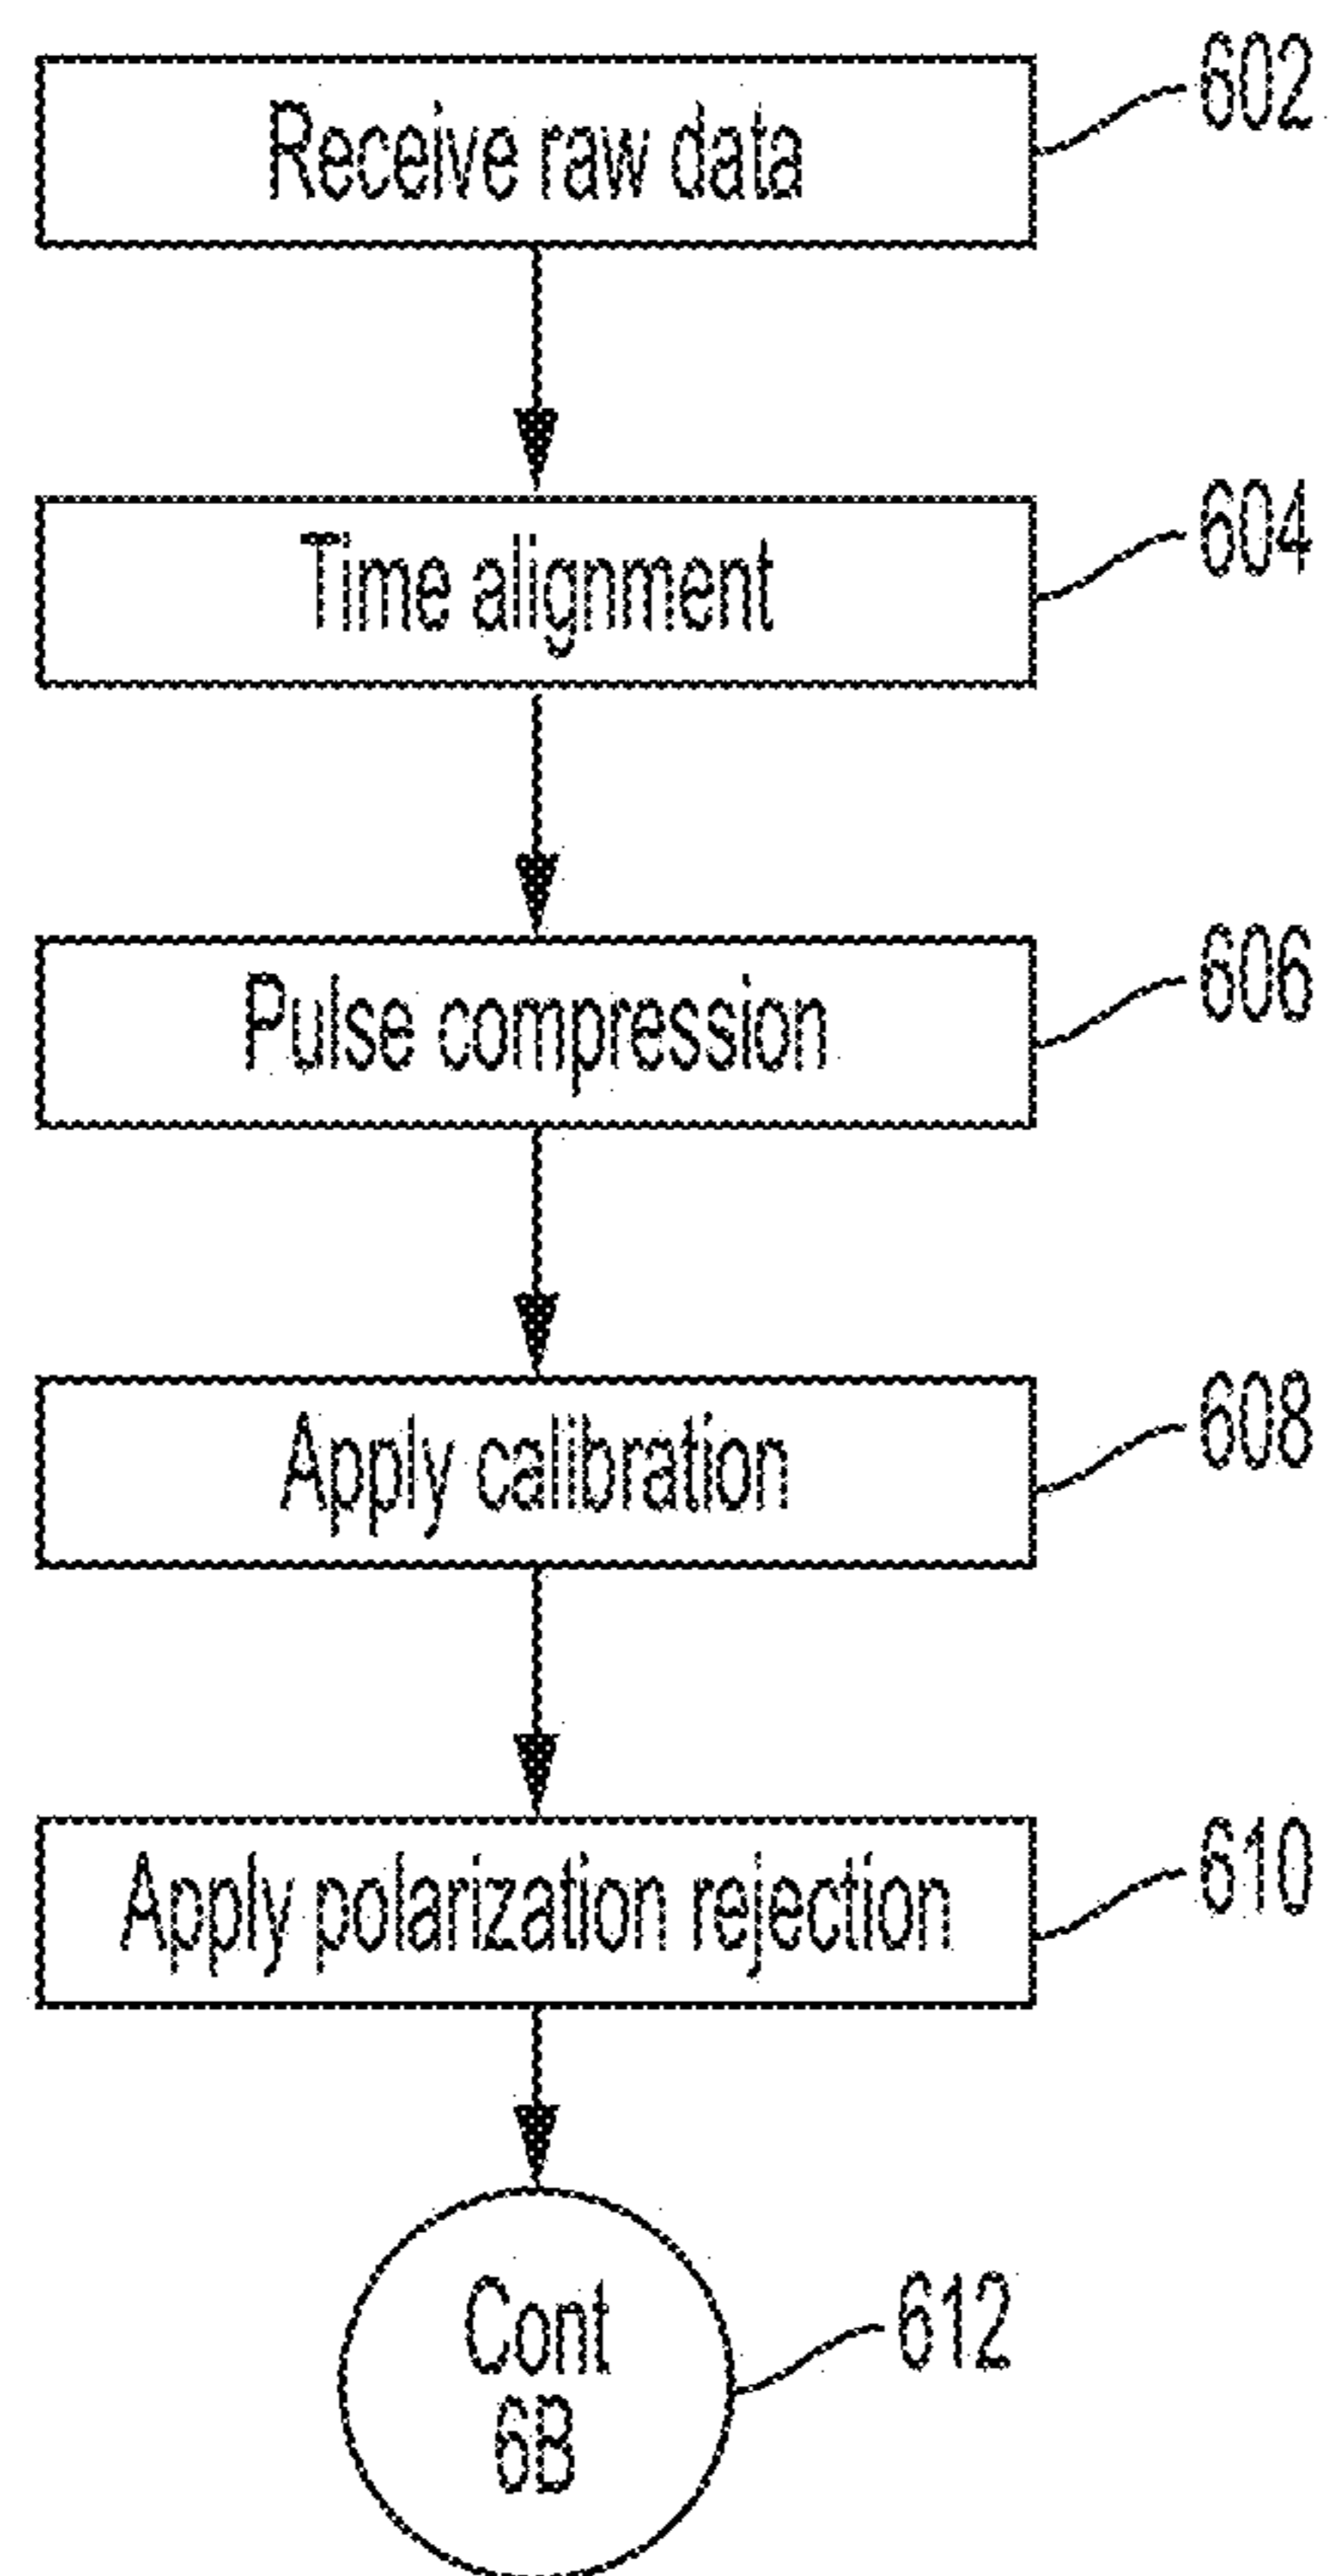 Receive raw data
602
Time alignment
604
Pulse compression
606
Apply calibration
608
Apply polarization rejection
610
Cont
6B
612